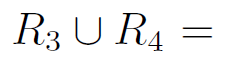 R₃ ∪ R₄ =